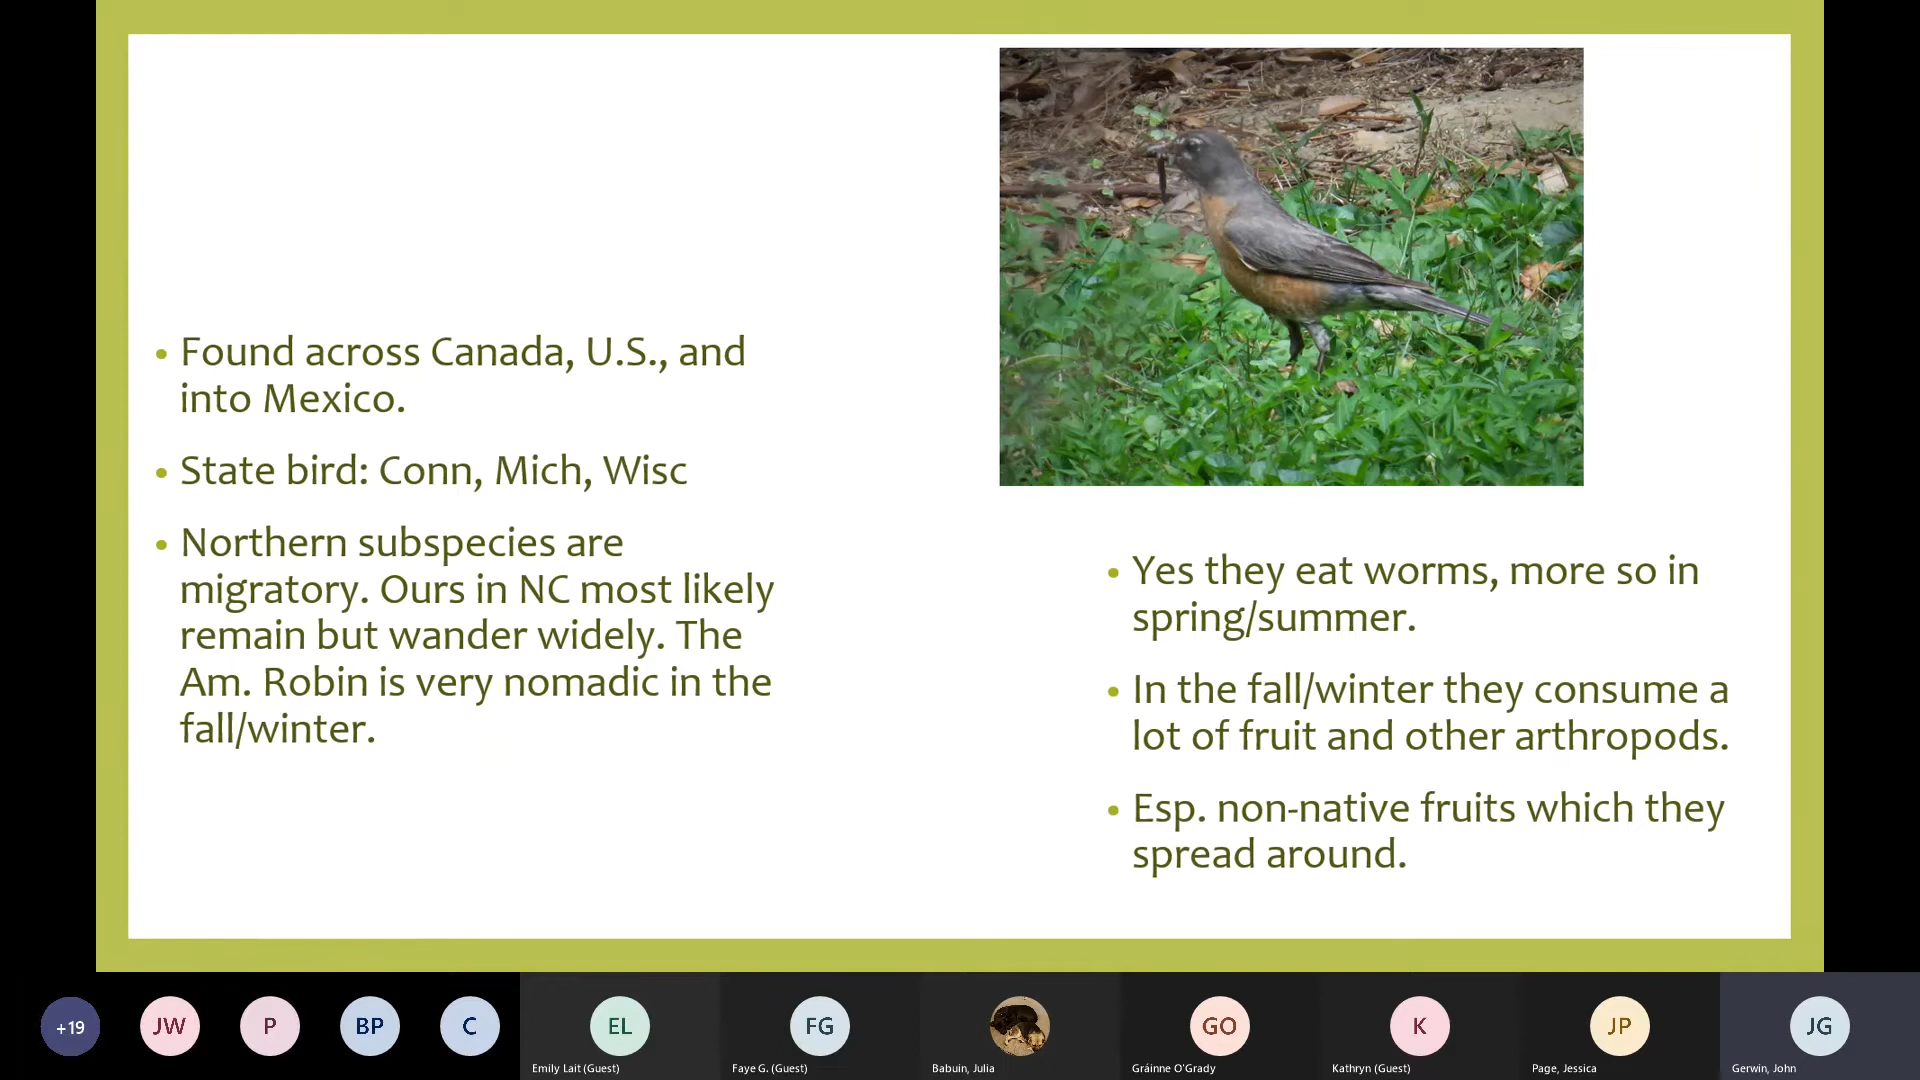 • Found across Canada, U.S., and
into Mexico.
• State bird: Conn, Mich, Wisc
• Northern subspecies are
migratory. Ours in NC most likely
remain but wander widely. The
Am. Robin is very nomadic in the
fall/winter.
• Yes they eat worms, more so in
spring/summer.
• In the fall/winter they consume a
lot of fruit and other arthropods.
• Esp. non-native fruits which they
spread around.
+19
JW
P
BP
C
EL
Emily Lait (Guest)
FG
Faye G. (Guest)
Babuin, Julia
GO
Gráinne O'Grady
K
Kathryn (Guest)
JP
Page, Jessica
JG
Gerwin, John